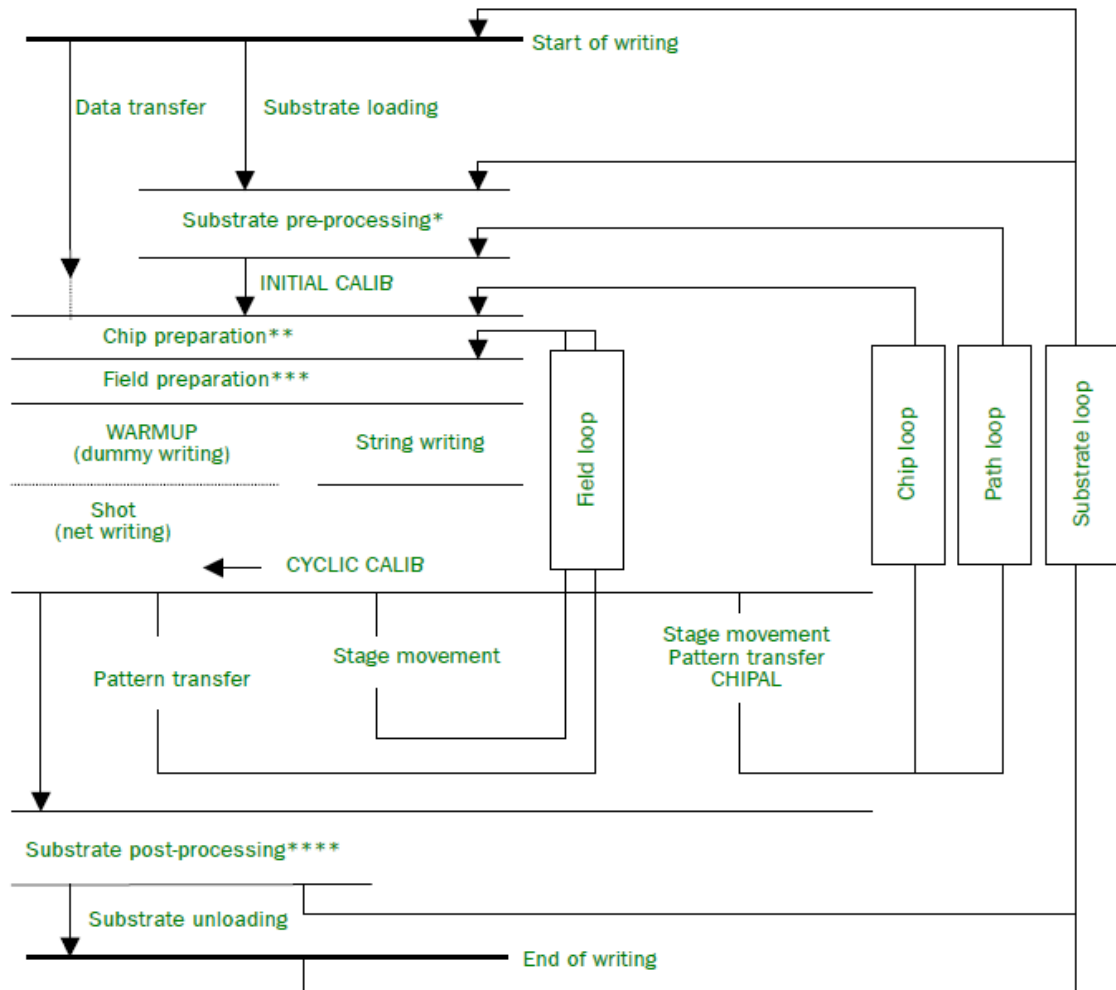 Start of writing
Data transfer
Substrate loading
Substrate pre-processing*
INITIAL CALIB
Chip preparation**
Field preparation***
WARMUP
(dummy writing)
String writing
Shot
(net writing)
CYCLIC CALIB
Field loop
Chip loop
Path loop
Substrate loop
Pattern transfer
Stage movement
Stage movement
Pattern transfer
CHIPAL
Substrate post-processing****
Substrate unloading
End of writing